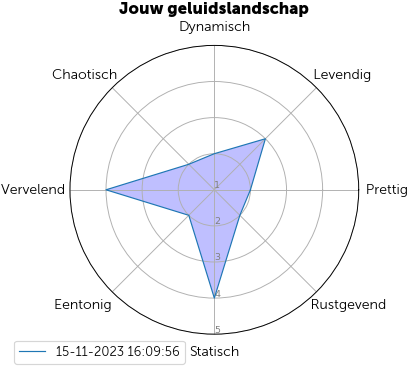 Jouw geluidslandschap
Dynamisch
Chaotisch
Levendig
Vervelend
1
Prettig
2
3
4
Eentonig
Rustgevend
5
15-11-2023 16:09:56
Statisch